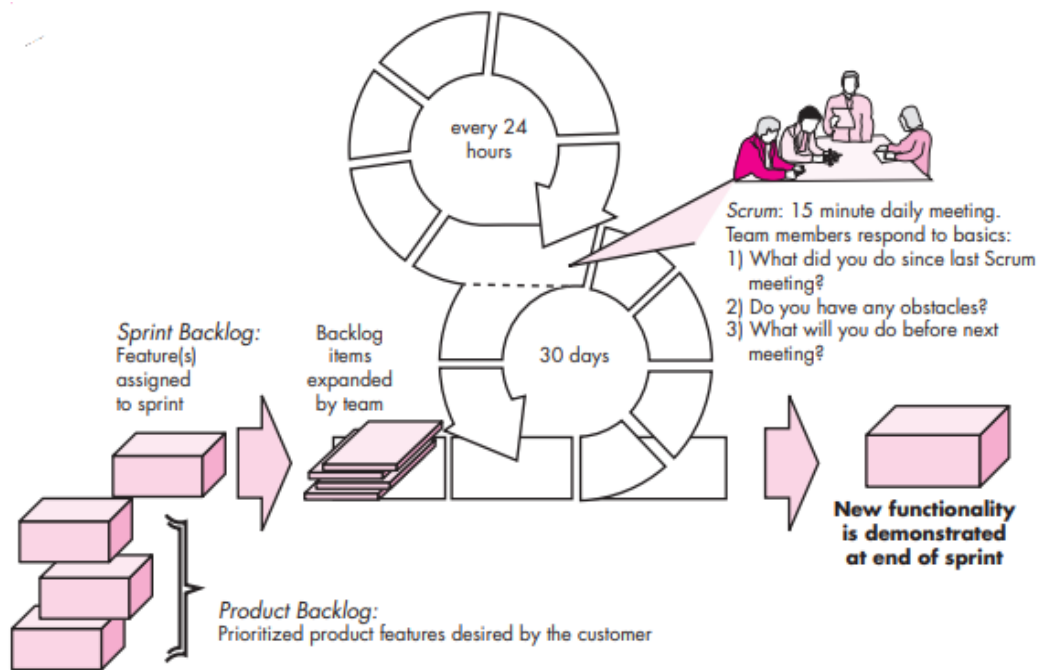 every 24
hours
Scrum: 15 minute daily meeting.
Team members respond to basics:
1) What did you do since last Scrum
meeting?
2) Do you have any obstacles?
3) What will you do before next
meeting?
Sprint Backlog:
Feature(s)
assigned
to sprint
Backlog
items
expanded
by team
30 days
New functionality
is demonstrated
at end of sprint
Product Backlog:
Prioritized product features desired by the customer